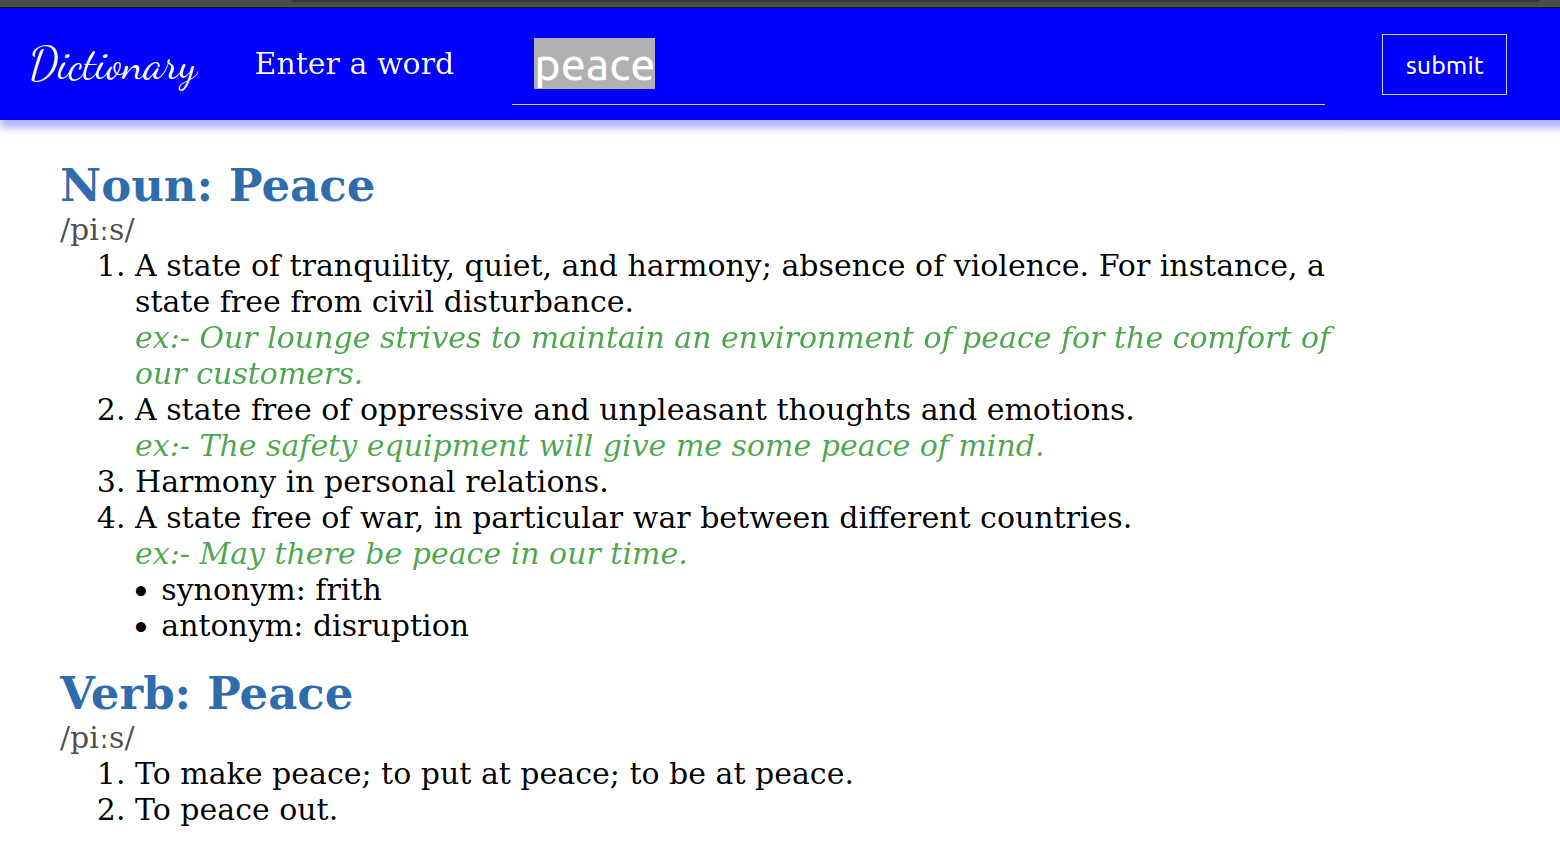 Dictionary Enter a word peace submit
Noun: Peace
/piːs/
1. A state of tranquility, quiet, and harmony; absence of violence. For instance, a
state free from civil disturbance.
ex:- Our lounge strives to maintain an environment of peace for the comfort of
our customers.
2. A state free of oppressive and unpleasant thoughts and emotions.
ex:- The safety equipment will give me some peace of mind.
3. Harmony in personal relations.
4. A state free of war, in particular war between different countries.
ex:- May there be peace in our time.
• synonym: frith
• antonym: disruption
Verb: Peace
/piːs/
1. To make peace; to put at peace; to be at peace.
2. To peace out.